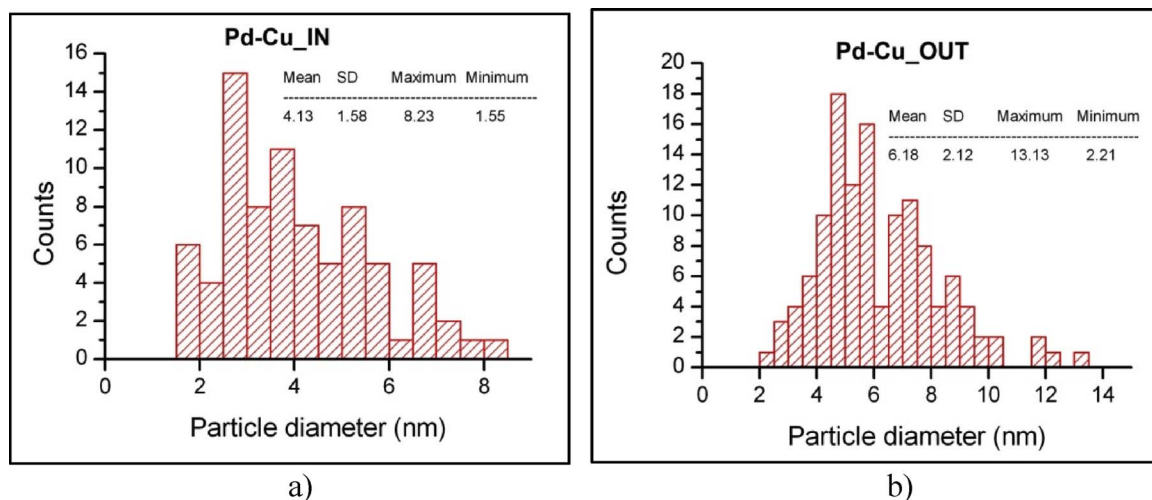 Pd-Cu_IN
Mean SD Maximum Minimum
4.13 1.58 8.23 1.55
16
14
12
10
8
6
4
2
0
Counts
0 2 4 6 8
Particle diameter (nm)
a)
Pd-Cu_OUT
Mean SD Maximum Minimum
6.18 2.12 13.13 2.21
20
18
16
14
12
10
8
6
4
2
0
Counts
0 2 4 6 8 10 12 14
Particle diameter (nm)
b)